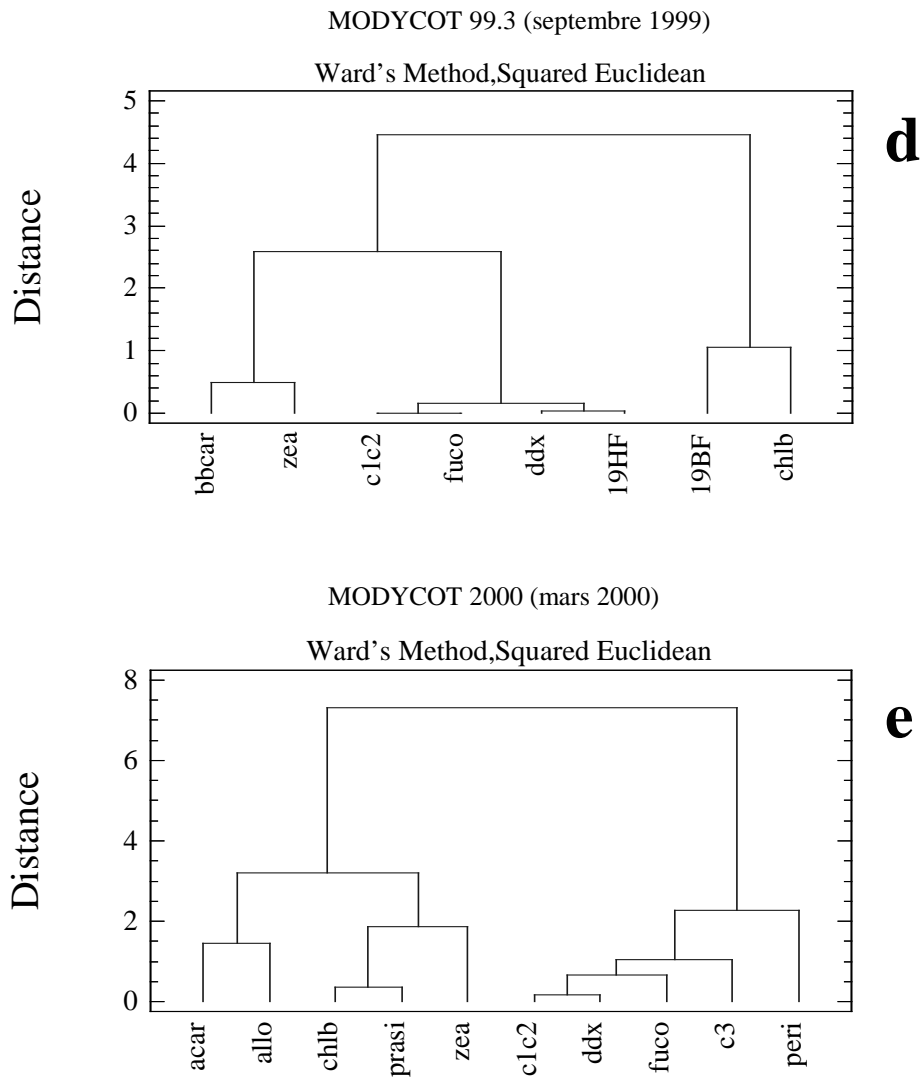 MODYCOT 99.3 (septembre 1999)
Ward's Method,Squared Euclidean
d
Distance
5
4
3
2
1
0
bbcar
zea
c1c2
fuco
ddx
19HF
19BF
chlb
MODYCOT 2000 (mars 2000)
Ward's Method,Squared Euclidean
e
Distance
8
6
4
2
0
acar
allo
chlb
prasi
zea
c1c2
ddx
fuco
c3
peri